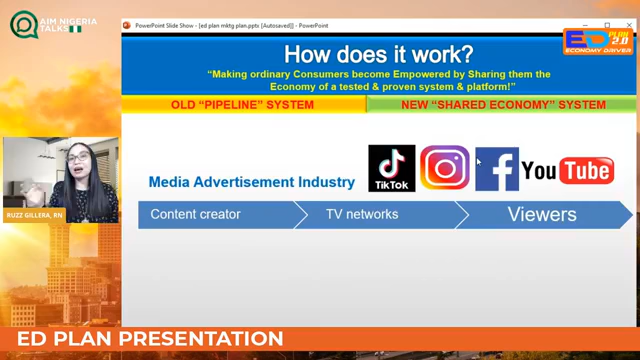 AIM NIGERIA
TALKS
PowerPoint Slide Show - [ed plan mktg plan.pptx [Autosaved]] - PowerPoint
ED PLAN
2.0
ECONOMY DRIVER
How does it work?
“Making ordinary Consumers become Empowered by Sharing them the
Economy of a tested & proven system & platform!”
OLD “PIPELINE” SYSTEM
NEW “SHARED ECONOMY” SYSTEM
Media Advertisement Industry
TikTok
f
YouTube
Content creator
TV networks
Viewers
RUZZ GILLERA, RN
ED PLAN PRESENTATION